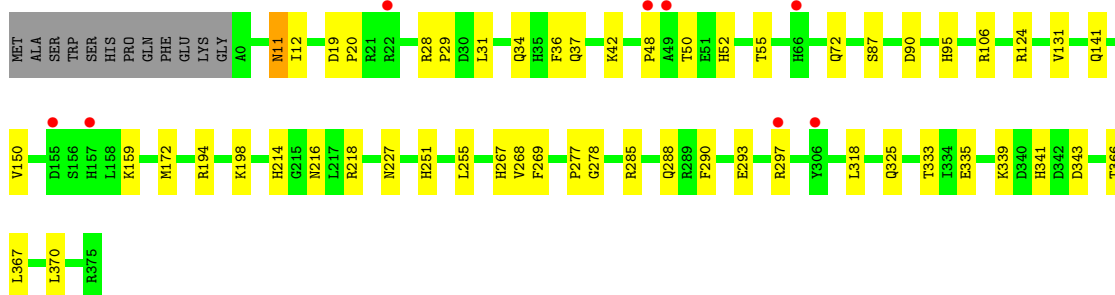 MET ALA SER TRP SER HIS PRO GLN PHE GLU LYS GLY A0 N11 I12 D19 P20 R21 R22 R28 P29 D30 L31 Q34 H35 F36 Q37 K42 P48 A49 T50 E51 H52 T55 H66 Q72 S87 D90 H95 R106 R124 V131 Q141
V150 D155 S156 H157 L158 K159 M172 R194 K198 H214 G215 N216 L217 R218 N227 H251 L255 H267 V268 F269 P277 G278 R285 Q288 R289 F290 E293 R297 Y306 L318 Q325 T333 I334 E335 K339 D340 H341 D342 D343 T366
L367 L370 R375